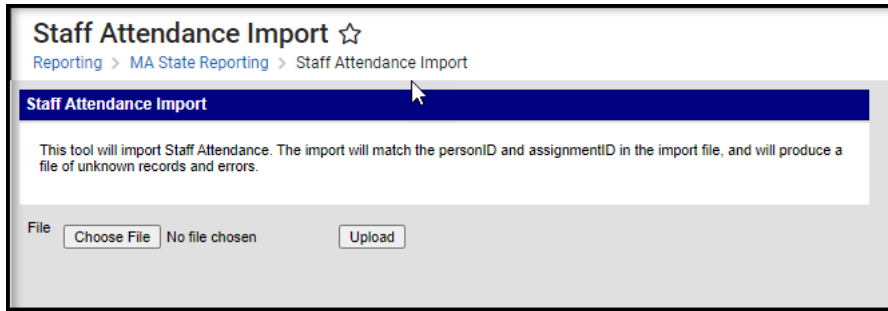 Staff Attendance Import
Reporting > MA State Reporting > Staff Attendance Import
Staff Attendance Import
This tool will import Staff Attendance. The import will match the personID and assignmentID in the import file, and will produce a
file of unknown records and errors.
File Choose File No file chosen Upload